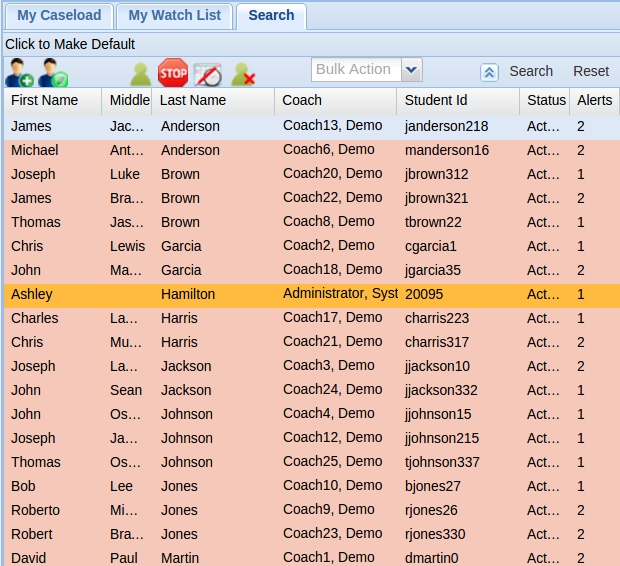 My Caseload My Watch List Search
Click to Make Default
STOP Bulk Action Search Reset
First Name Middle Last Name Coach Student Id Status Alerts
James Jac... Anderson Coach13, Demo janderson218 Act... 2
Michael Ant... Anderson Coach6, Demo manderson16 Act... 2
Joseph Luke Brown Coach20, Demo jbrown312 Act... 1
James Bra... Brown Coach22, Demo jbrown321 Act... 2
Thomas Jas... Brown Coach8, Demo tbrown22 Act... 1
Chris Lewis Garcia Coach2, Demo cgarcia1 Act... 1
John Ma... Garcia Coach18, Demo jgarcia35 Act... 2
Ashley Hamilton Administrator, Syst 20095 Act... 1
Charles La... Harris Coach17, Demo charris223 Act... 1
Chris Mu... Harris Coach21, Demo charris317 Act... 2
Joseph La... Jackson Coach3, Demo jjackson10 Act... 2
John Sean Jackson Coach24, Demo jjackson332 Act... 1
John Os... Johnson Coach4, Demo jjohnson15 Act... 1
Joseph Ja... Johnson Coach12, Demo jjohnson215 Act... 1
Thomas Os... Johnson Coach25, Demo tjohnson337 Act... 1
Bob Lee Jones Coach10, Demo bjones27 Act... 1
Roberto Mi... Jones Coach9, Demo rjones26 Act... 2
Robert Bra... Jones Coach23, Demo rjones330 Act... 2
David Paul Martin Coach1, Demo dmartin0 Act... 2